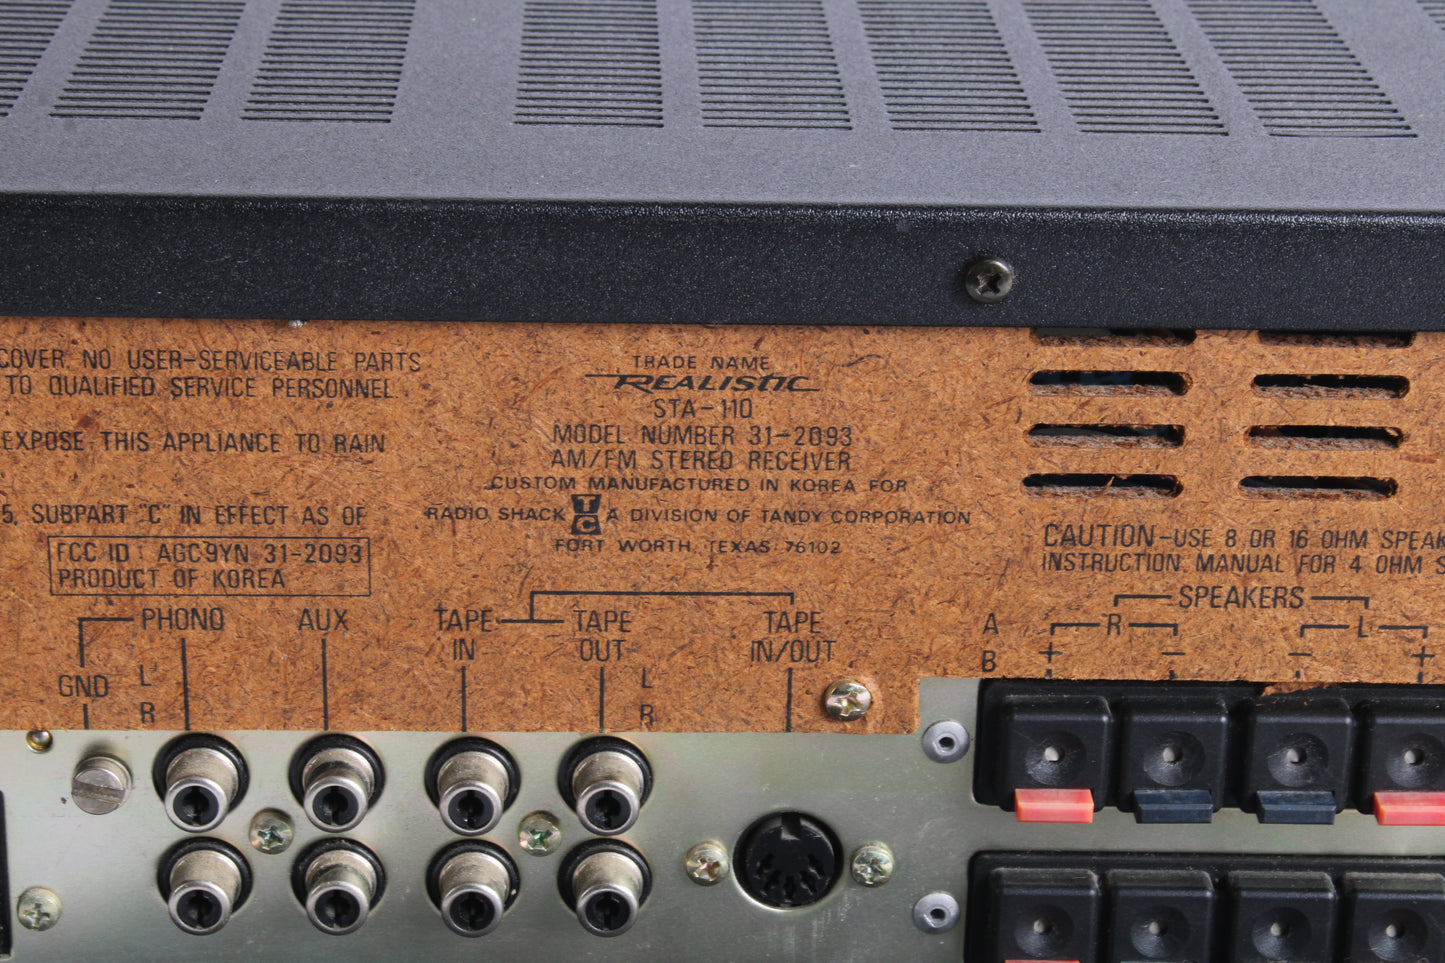 COVER. NO USER-SERVICEABLE PARTS
TO QUALIFIED SERVICE PERSONNEL.
EXPOSE THIS APPLIANCE TO RAIN
5, SUBPART "C" IN EFFECT AS OF
FCC ID : AGC9YN 31-2093
PRODUCT OF KOREA
TRADE NAME
REALISTIC
STA-110
MODEL NUMBER 31-2093
AM/FM STEREO RECEIVER
CUSTOM MANUFACTURED IN KOREA FOR
RADIO SHACK TC A DIVISION OF TANDY CORPORATION
FORT WORTH, TEXAS 76102
CAUTION-USE 8 OR 16 OHM SPEAK
INSTRUCTION MANUAL FOR 4 OHM S
SPEAKERS
A R L
B + - - +
PHONO AUX TAPE IN TAPE OUT TAPE IN/OUT
GND L R L R